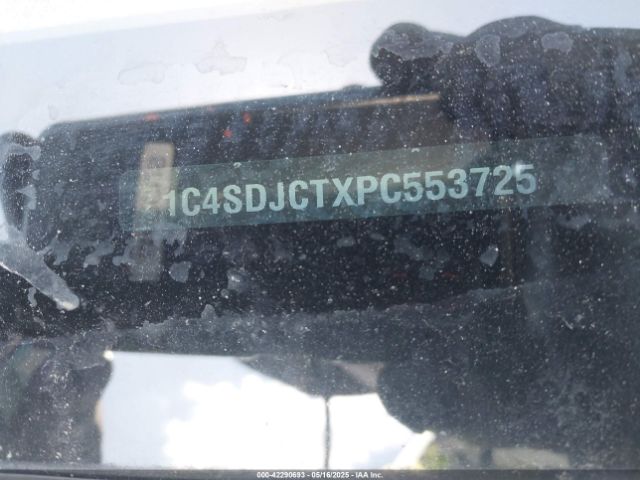 1C4SDJCTXPC553725
000-42290693 - 05/16/2025 - IAA Inc.